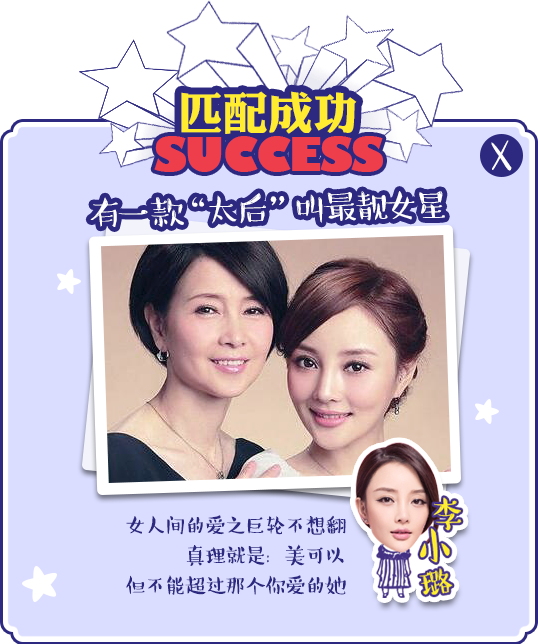 匹配成功
SUCCESS
X
有一款“太后”叫最靓女星
女人间的爱之巨轮不想翻
真理就是：美可以
但不能超过那个你爱的她
李小璐